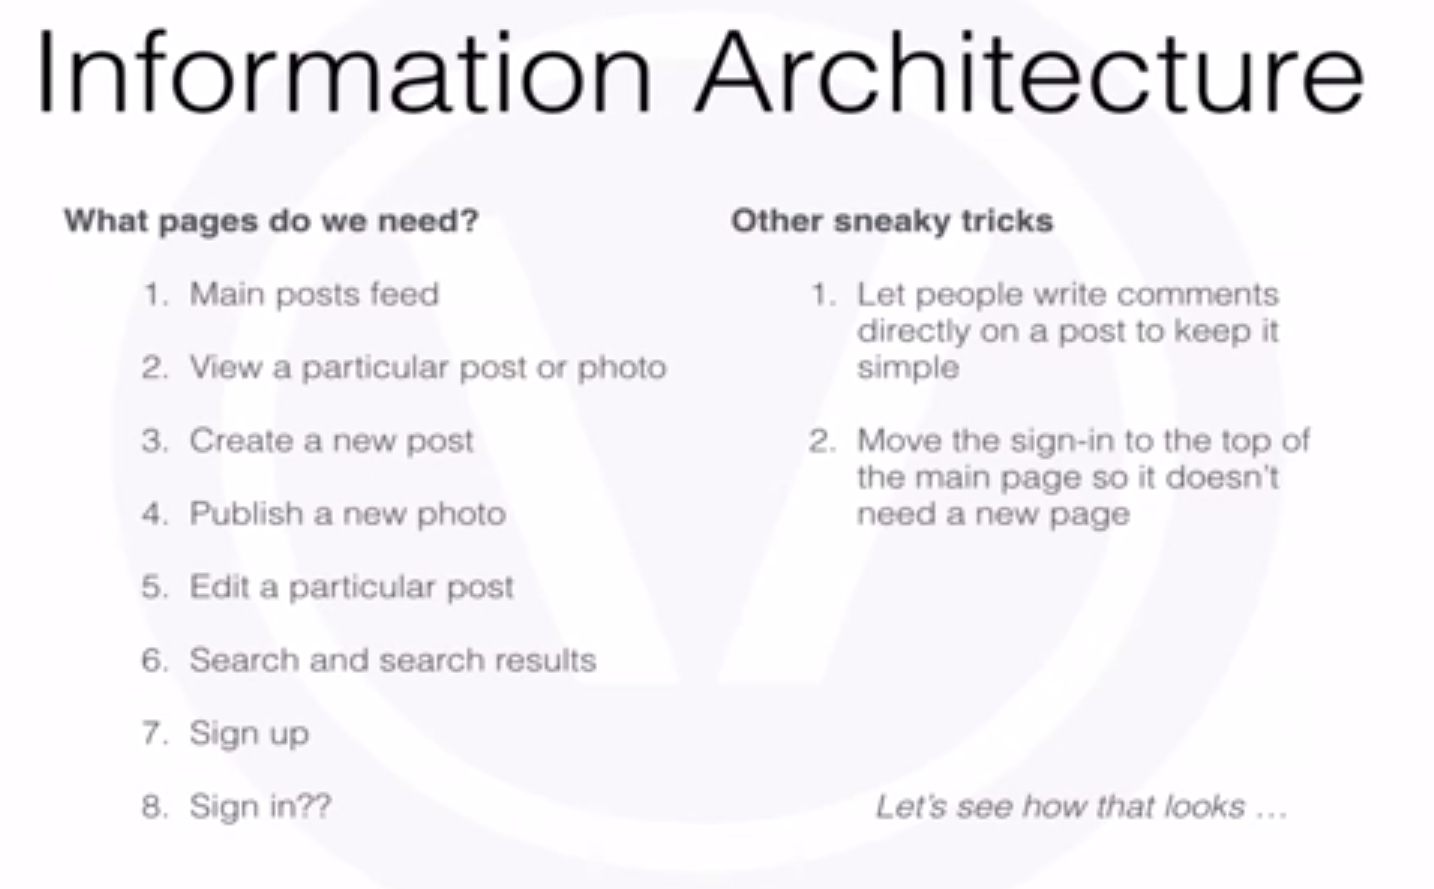 Information Architecture
What pages do we need?
1. Main posts feed
2. View a particular post or photo
3. Create a new post
4. Publish a new photo
5. Edit a particular post
6. Search and search results
7. Sign up
8. Sign in??
Other sneaky tricks
1. Let people write comments
directly on a post to keep it
simple
2. Move the sign-in to the top of
the main page so it doesn't
need a new page
Let's see how that looks ...